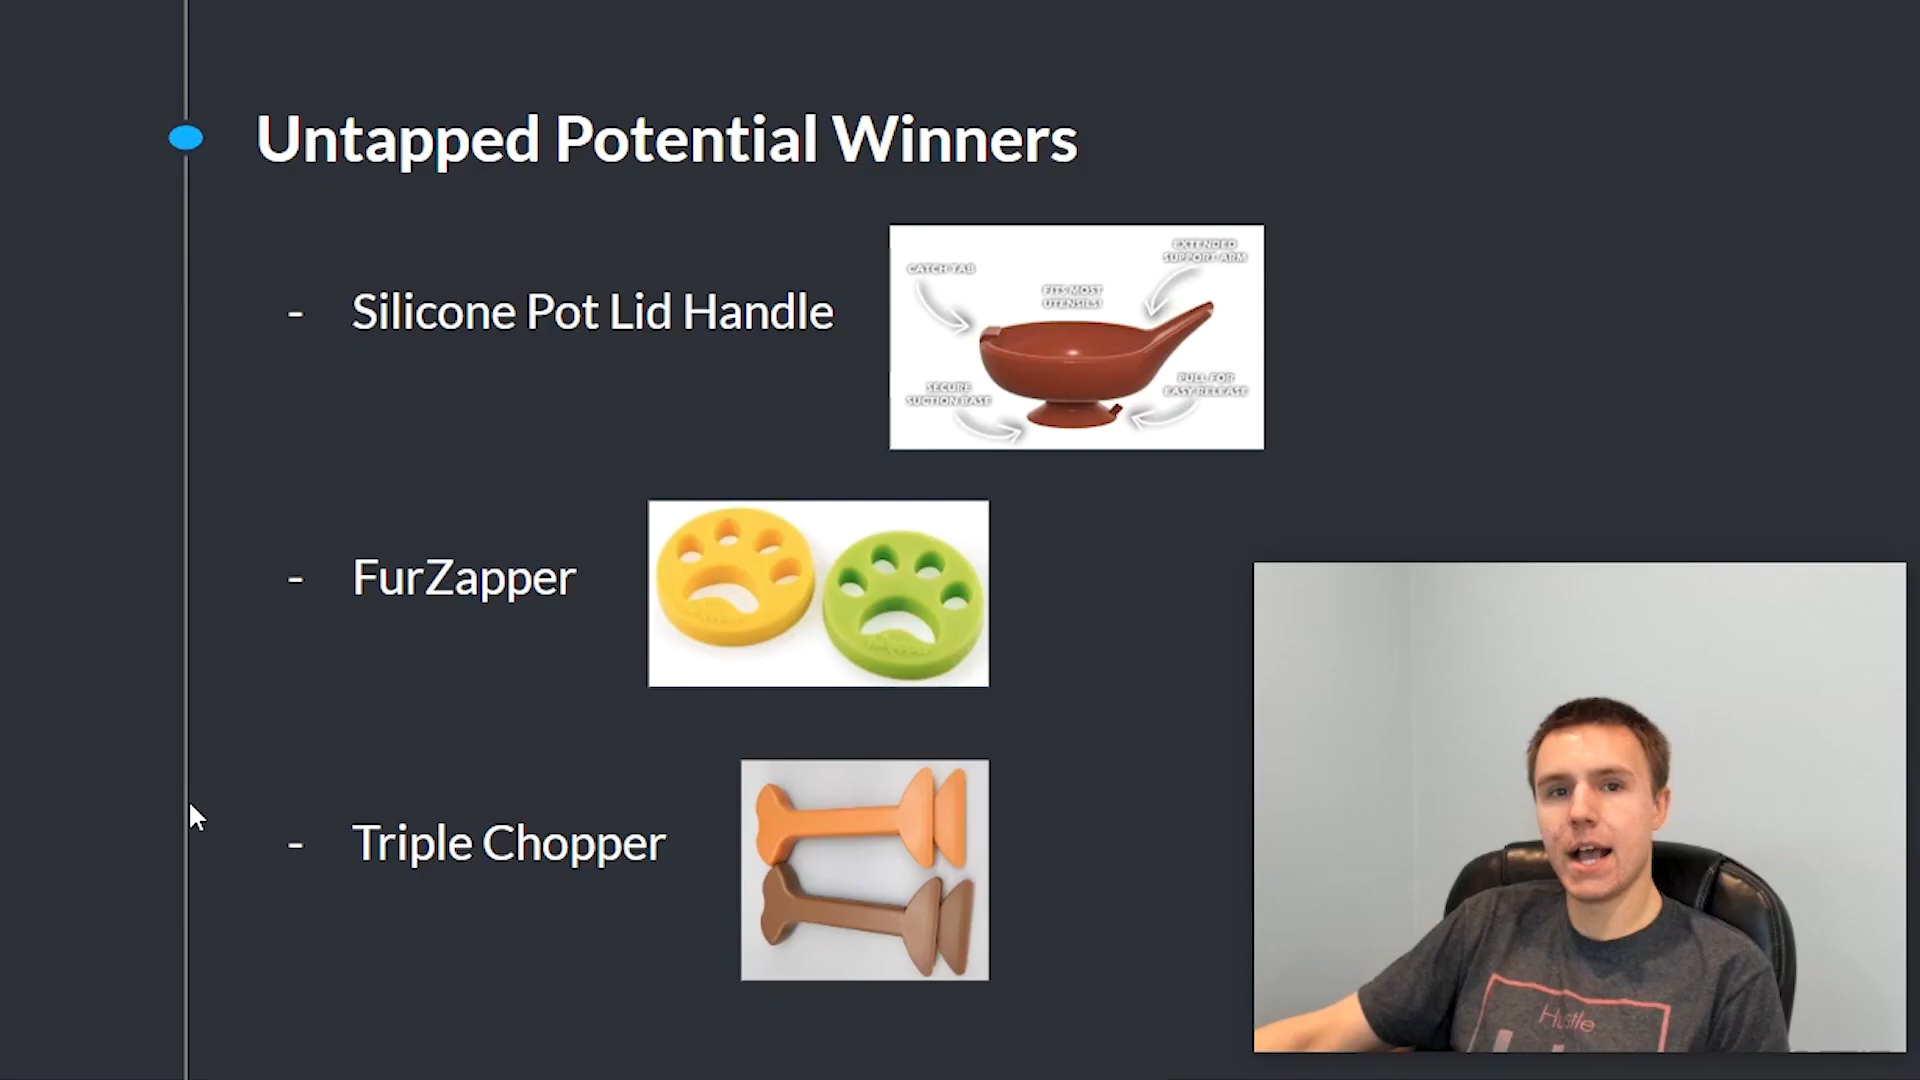 Untapped Potential Winners
- Silicone Pot Lid Handle
CATCH TAB
EXTENDED
SUPPORT ARM
FITS MOST
UTENSILS!
SECURE
SUCTION BASE
PULL FOR
EASY RELEASE
- FurZapper
- Triple Chopper
Hustle